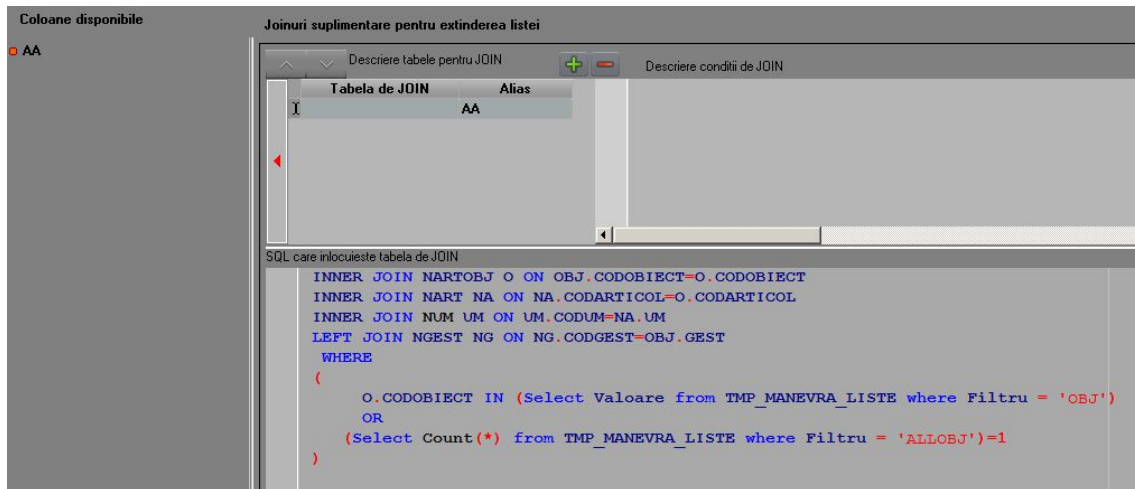 Coloane disponibile
Joinuri suplimentare pentru extinderea listei
AA
Descriere tabele pentru JOIN
Descriere conditii de JOIN
Tabela de JOIN Alias
AA
SQL care inlocuieste tabela de JOIN
INNER JOIN NARTOBJ O ON OBJ.CODOBIECT=O.CODOBIECT
INNER JOIN NART NA ON NA.CODARTICOL=O.CODARTICOL
INNER JOIN NUM UM ON UM.CODUM=NA.UM
LEFT JOIN NGEST NG ON NG.CODGEST=OBJ.GEST
WHERE
(
O.CODOBIECT IN (Select Valoare from TMP_MANEVRA_LISTE where Filtru = 'OBJ')
OR
(Select Count(*) from TMP_MANEVRA_LISTE where Filtru = 'ALLOBJ')=1
)